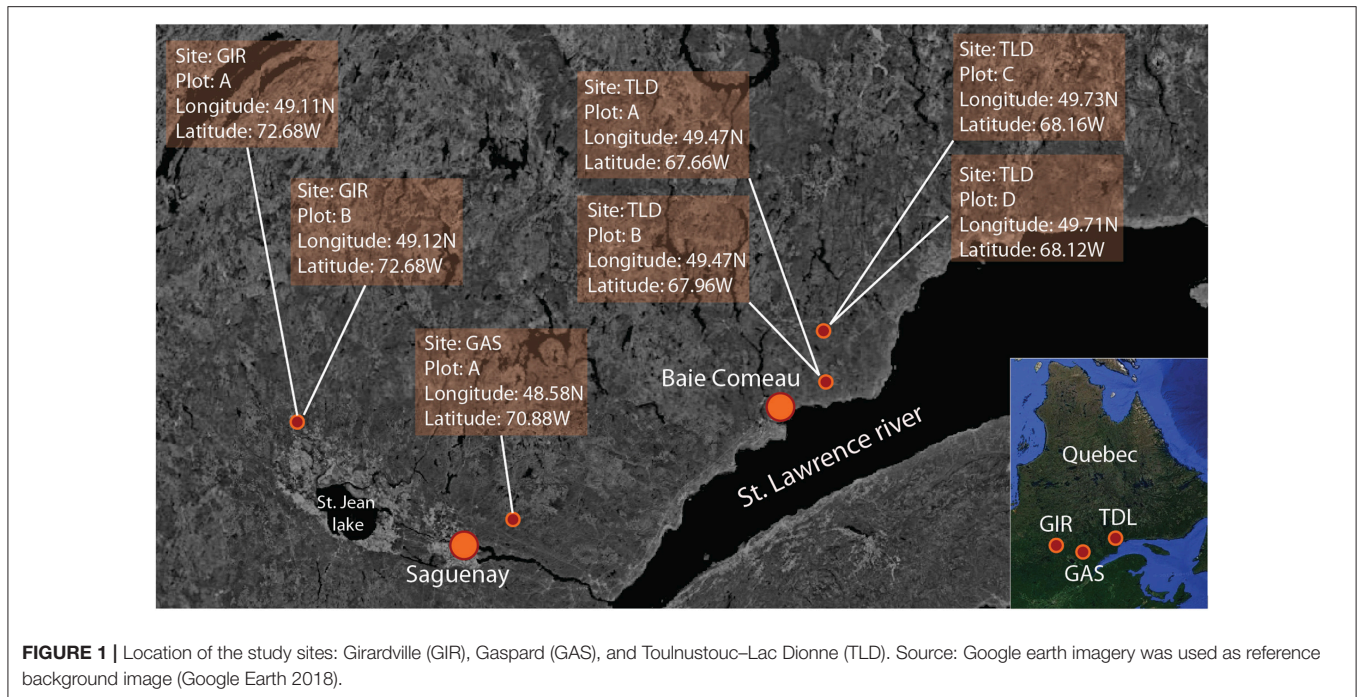 Site: GIR
Plot: A
Longitude: 49.11N
Latitude: 72.68W
Site: GIR
Plot: B
Longitude: 49.12N
Latitude: 72.68W
Site: GAS
Plot: A
Longitude: 48.58N
Latitude: 70.88W
Site: TLD
Plot: A
Longitude: 49.47N
Latitude: 67.66W
Site: TLD
Plot: B
Longitude: 49.47N
Latitude: 67.96W
Site: TLD
Plot: C
Longitude: 49.73N
Latitude: 68.16W
Site: TLD
Plot: D
Longitude: 49.71N
Latitude: 68.12W
Baie Comeau
St. Lawrence river
St. Jean
lake
Saguenay
Quebec
GIR
TDL
GAS
FIGURE 1 | Location of the study sites: Girardville (GIR), Gaspard (GAS), and Toulnustouc–Lac Dionne (TLD). Source: Google earth imagery was used as reference
background image (Google Earth 2018).